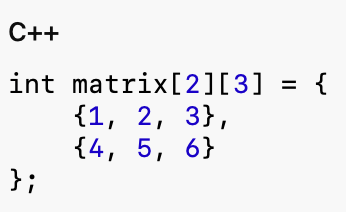 C++
int matrix[2][3] = {
    {1, 2, 3},
    {4, 5, 6}
};